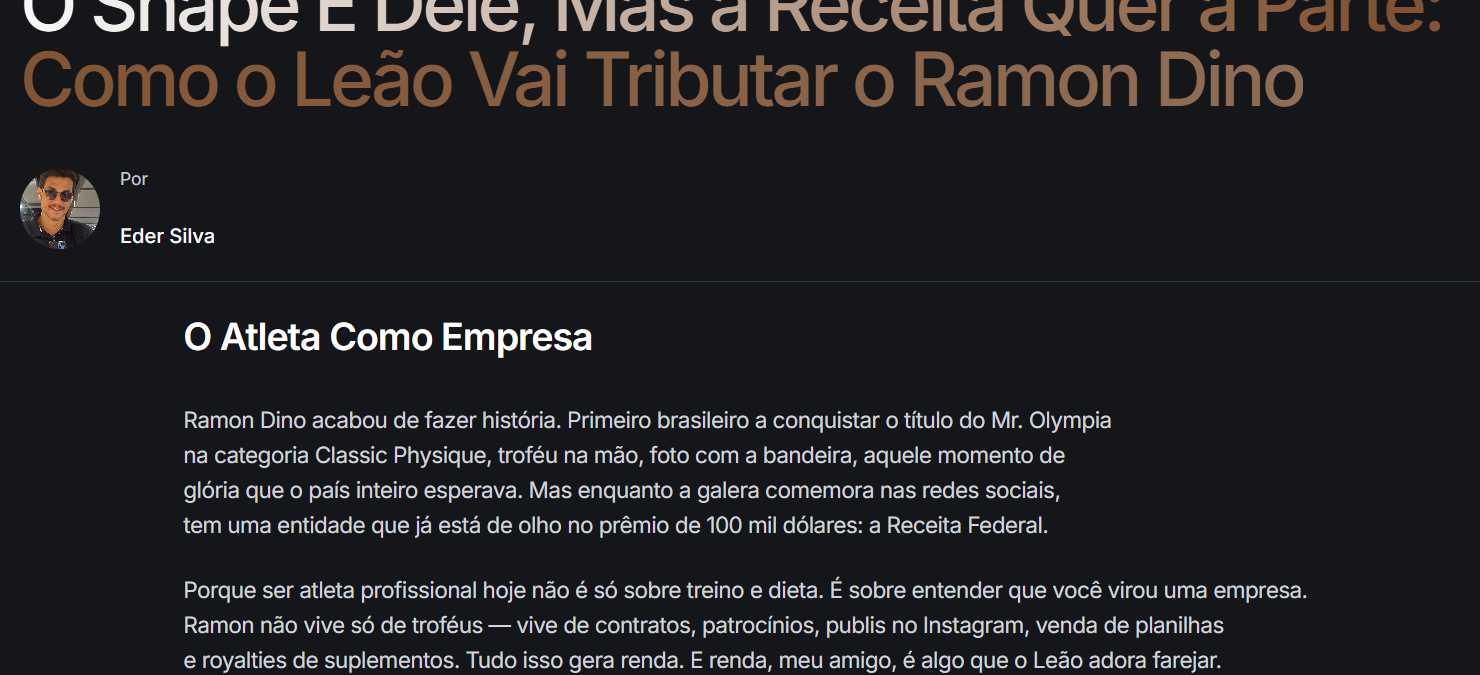 O Shape É Dele, Mas a Receita Quer a Parte:
Como o Leão Vai Tributar o Ramon Dino
Por
Eder Silva
O Atleta Como Empresa
Ramon Dino acabou de fazer história. Primeiro brasileiro a conquistar o título do Mr. Olympia
na categoria Classic Physique, troféu na mão, foto com a bandeira, aquele momento de
glória que o país inteiro esperava. Mas enquanto a galera comemora nas redes sociais,
tem uma entidade que já está de olho no prêmio de 100 mil dólares: a Receita Federal.
Porque ser atleta profissional hoje não é só sobre treino e dieta. É sobre entender que você virou uma empresa.
Ramon não vive só de troféus — vive de contratos, patrocínios, publis no Instagram, venda de planilhas
e royalties de suplementos. Tudo isso gera renda. E renda, meu amigo, é algo que o Leão adora farejar.